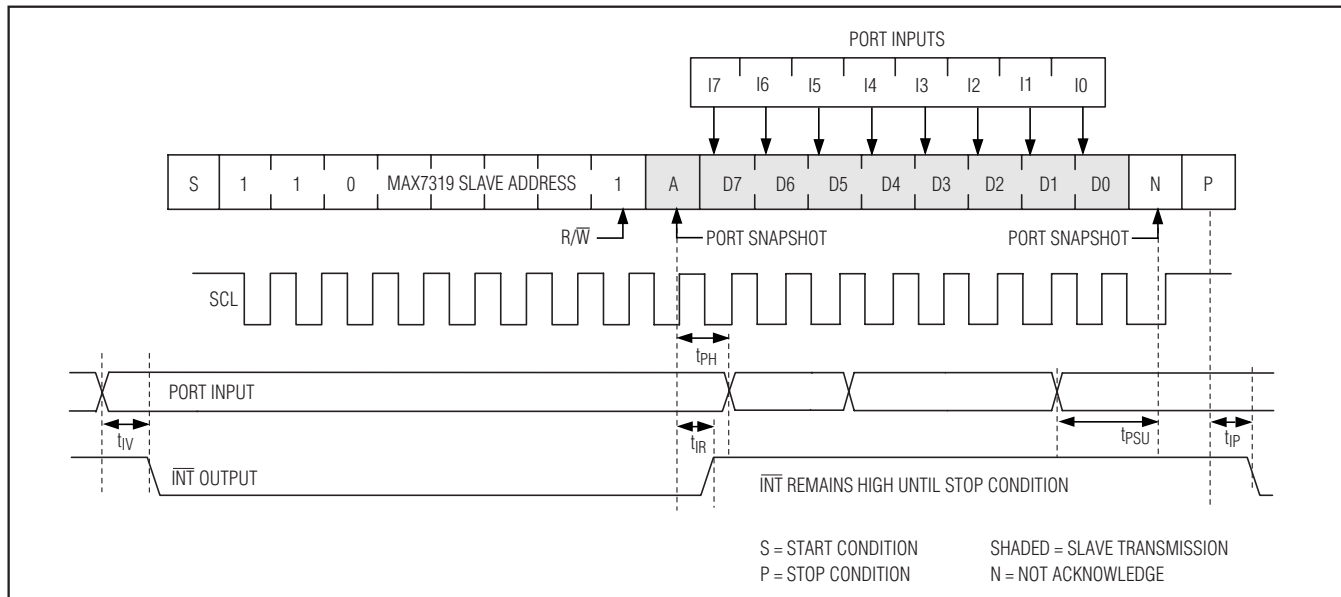 PORT INPUTS
I7 I6 I5 I4 I3 I2 I1 I0
S 1 1 0 MAX7319 SLAVE ADDRESS 1 A D7 D6 D5 D4 D3 D2 D1 D0 N P
R/W̅ PORT SNAPSHOT PORT SNAPSHOT
SCL
tPH
PORT INPUT
tIV tIR tPSU tIP
I̅N̅T̅ OUTPUT I̅N̅T̅ REMAINS HIGH UNTIL STOP CONDITION
S = START CONDITION SHADED = SLAVE TRANSMISSION
P = STOP CONDITION N = NOT ACKNOWLEDGE